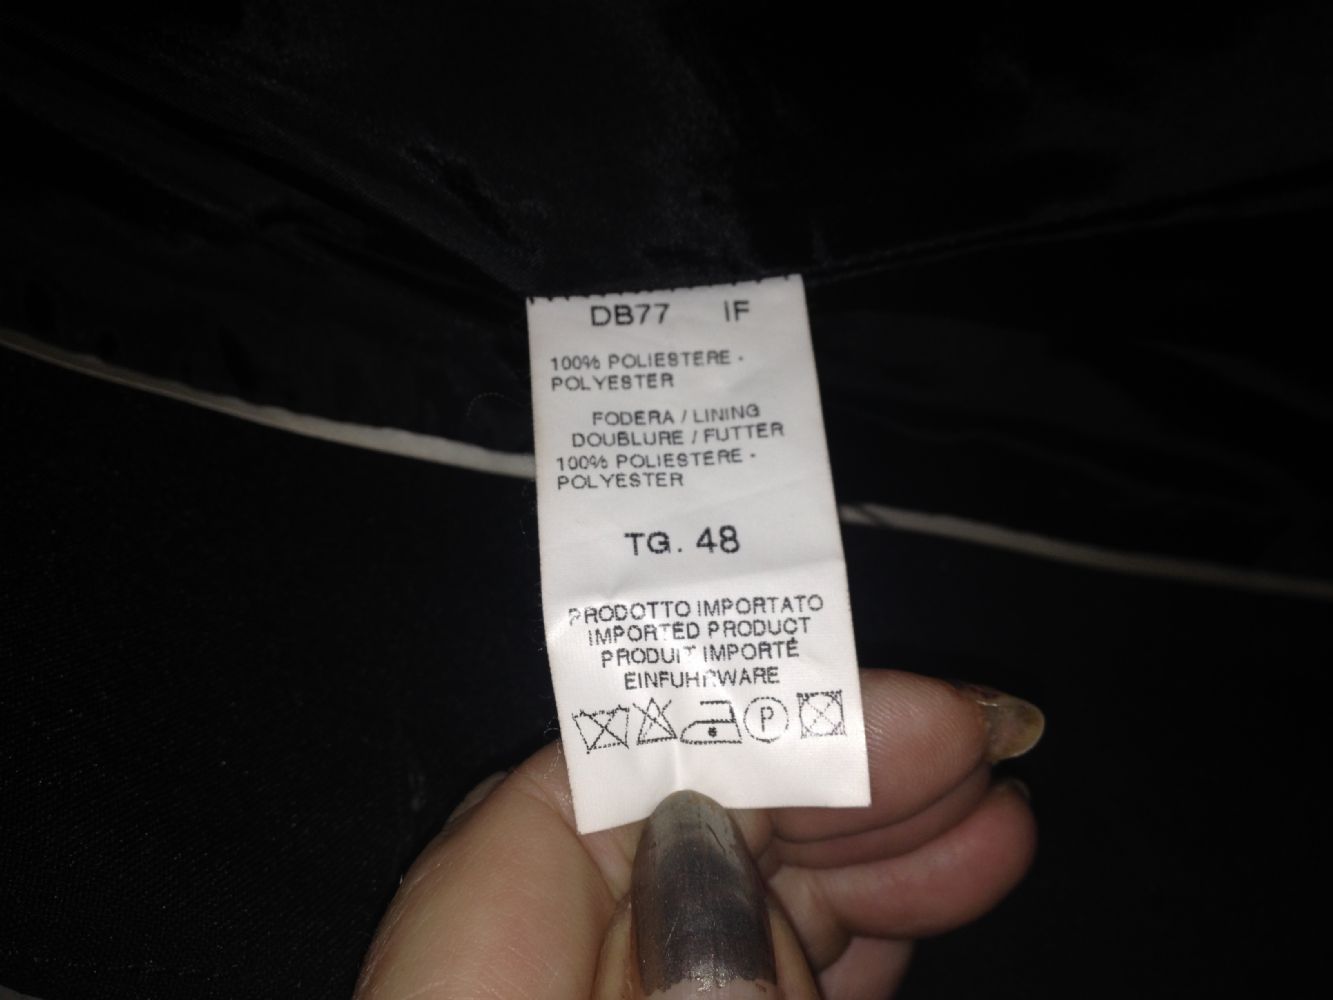 DB77 IF
100% POLIESTERE -
POLYESTER
FODERA / LINING
DOUBLURE / FUTTER
100% POLIESTERE -
POLYESTER
TG. 48
PRODOTTO IMPORTATO
IMPORTED PRODUCT
PRODUIT IMPORTÉ
EINFUHRWARE
P